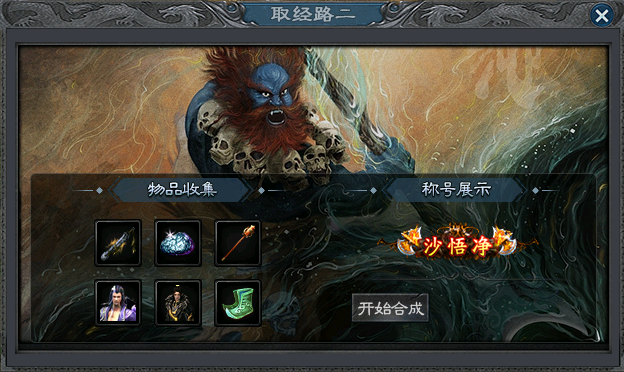 取经路二
物品收集
称号展示
沙悟净
开始合成